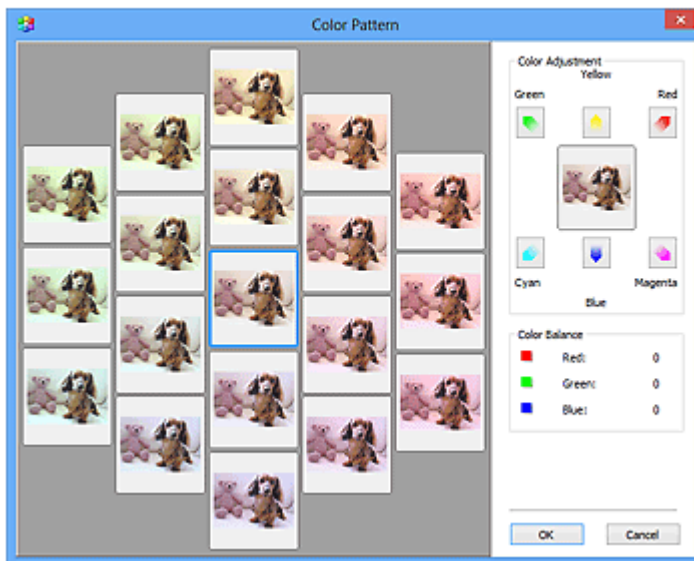 Color Pattern
Color Adjustment
Yellow
Green
Red
Cyan
Magenta
Blue
Color Balance
Red: 0
Green: 0
Blue: 0
OK
Cancel